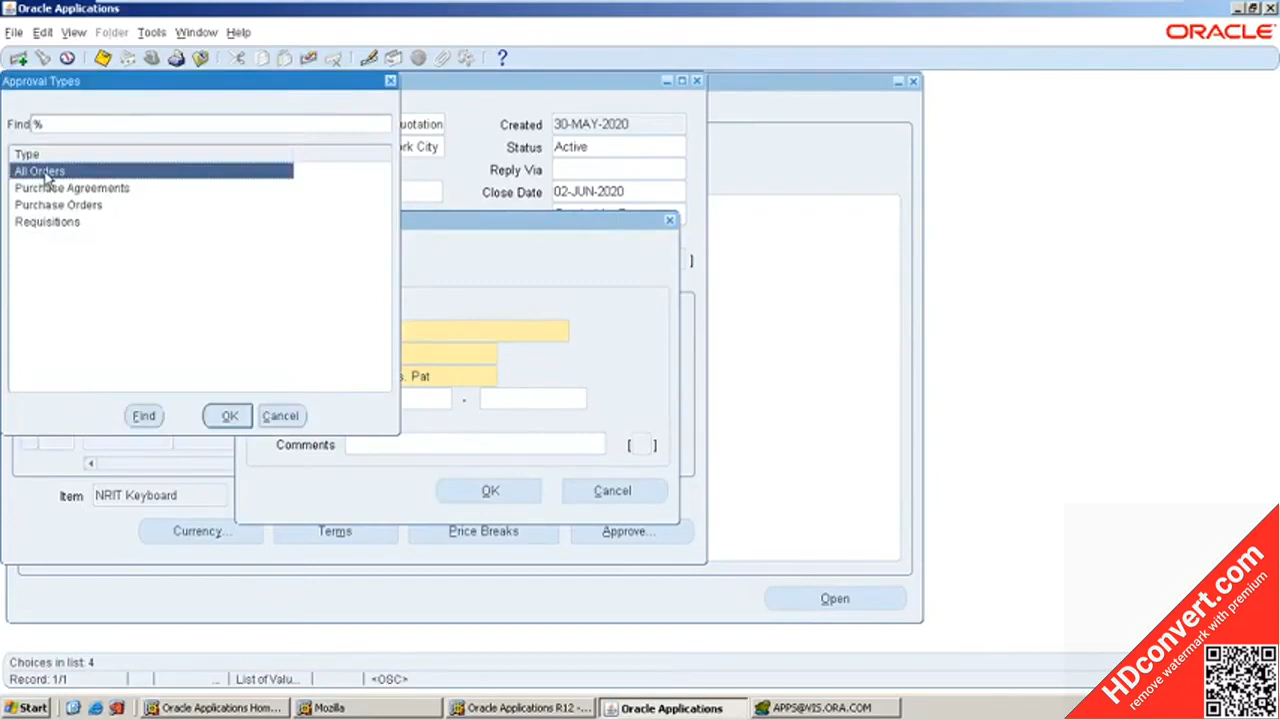 Oracle Applications
File Edit View Folder Tools Window Help
ORACLE
Approval Types
Find %
Type
All Orders
Purchase Agreements
Purchase Orders
Requisitions
Find OK Cancel
uotation
rk City
Created 30-MAY-2020
Status Active
Reply Via
Close Date 02-JUN-2020
]
s. Pat
-
Comments
[ ]
OK Cancel
Item NRIT Keyboard
Currency... Terms Price Breaks Approve...
Open
Choices in list: 4
Record: 1/1 ... List of Valu... <OSC>
Start Oracle Applications Hom... Mozilla Oracle Applications R12 -... Oracle Applications APPS@VIS.ORA.COM
HDconvert.com
remove watermark with premium